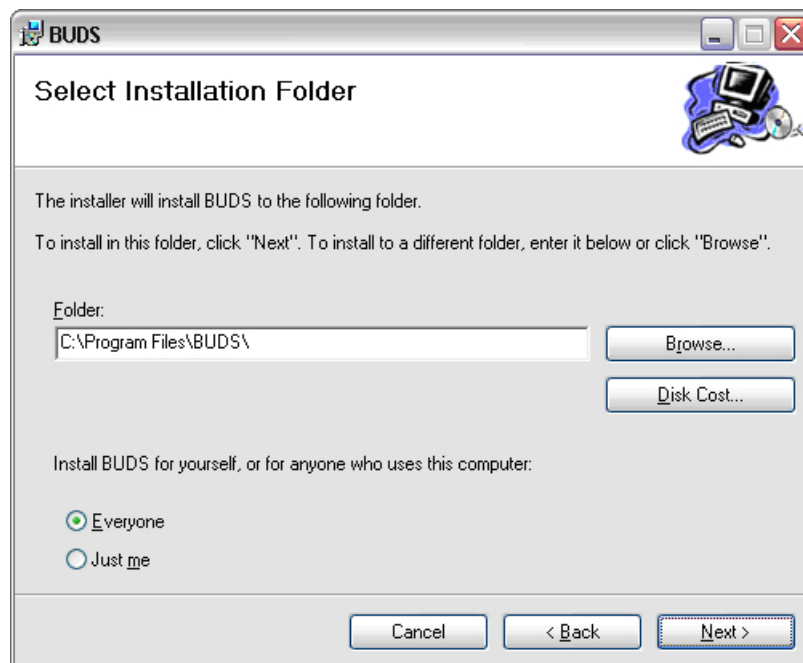 BUDS
Select Installation Folder
The installer will install BUDS to the following folder.
To install in this folder, click "Next". To install to a different folder, enter it below or click "Browse".
Folder:
C:\Program Files\BUDS\
Browse...
Disk Cost...
Install BUDS for yourself, or for anyone who uses this computer:
Everyone
Just me
Cancel
< Back
Next >